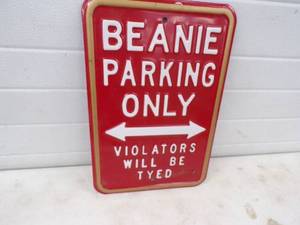 BEANIE
PARKING
ONLY
VIOLATORS
WILL BE
TYED